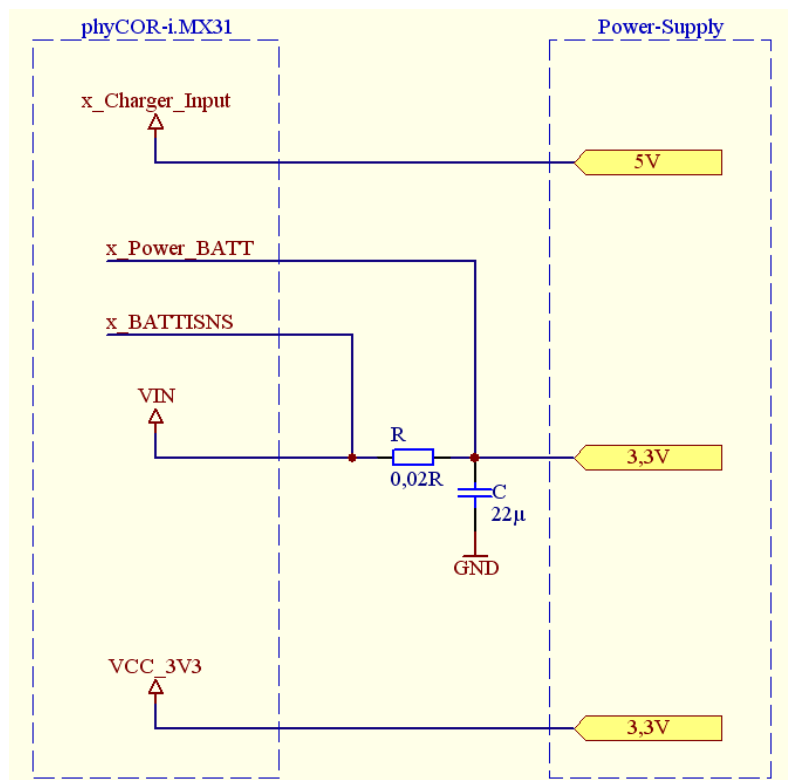 phyCOR-i.MX31
Power-Supply
x_Charger_Input
5V
x_Power_BATT
x_BATTISNS
VIN
R
0,02R
3,3V
C
22µ
GND
VCC_3V3
3,3V